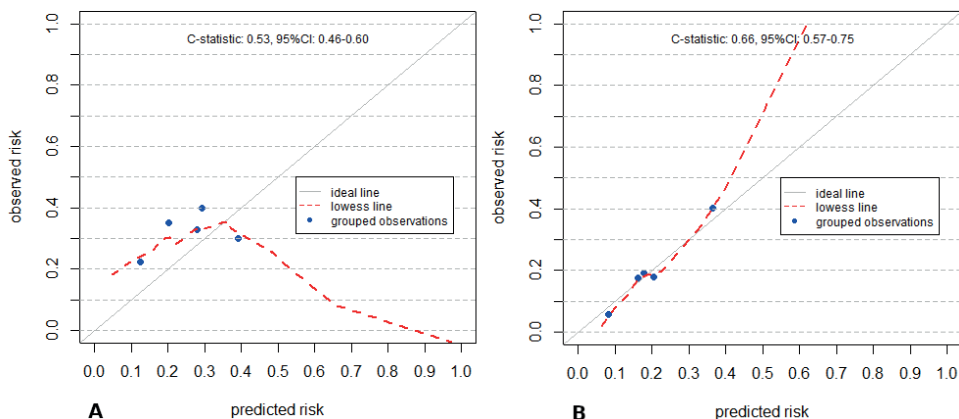 C-statistic: 0.53, 95%CI: 0.46-0.60
observed risk
0.0 0.2 0.4 0.6 0.8 1.0
ideal line
lowess line
grouped observations
0.0 0.1 0.2 0.3 0.4 0.5 0.6 0.7 0.8 0.9 1.0
A
predicted risk
C-statistic: 0.66, 95%CI: 0.57-0.75
observed risk
0.0 0.2 0.4 0.6 0.8 1.0
ideal line
lowess line
grouped observations
0.0 0.1 0.2 0.3 0.4 0.5 0.6 0.7 0.8 0.9 1.0
B
predicted risk